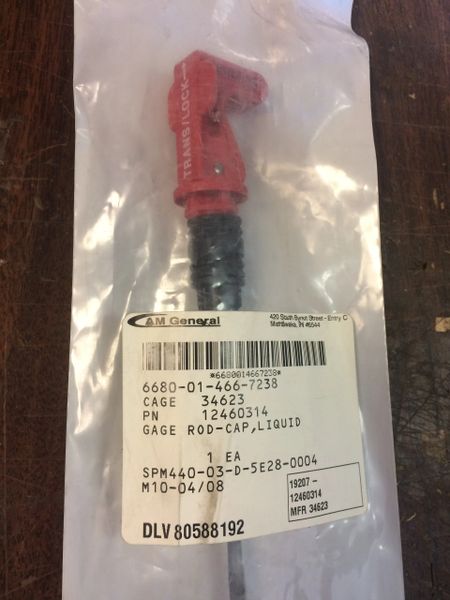 TRANS/LOCK
AM General
420 South Byrkit Street - Entry C
Mishawaka, IN 46544
*6680014667238*
6680-01-466-7238
CAGE 34623
PN 12460314
GAGE ROD-CAP,LIQUID
1 EA
SPM440-03-D-5E28-0004
M10-04/08
19207 -
12460314
MFR 34623
DLV 80588192